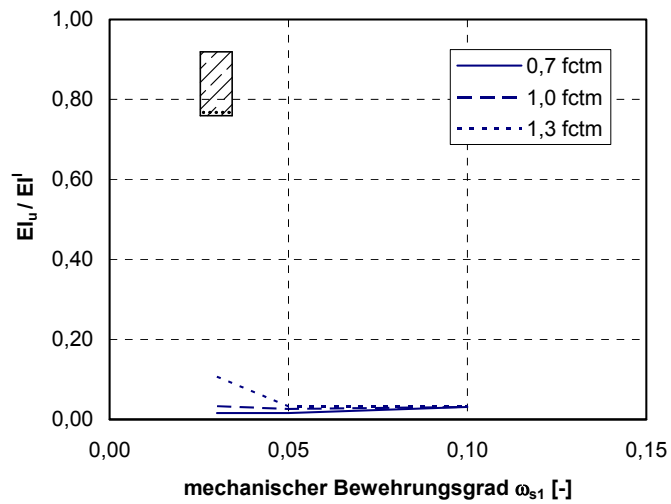 1,00
0,80
0,60
0,40
0,20
0,00
EIu / EI^I
0,7 fctm
1,0 fctm
1,3 fctm
0,00
0,05
0,10
0,15
mechanischer Bewehrungsgrad ωs1 [-]